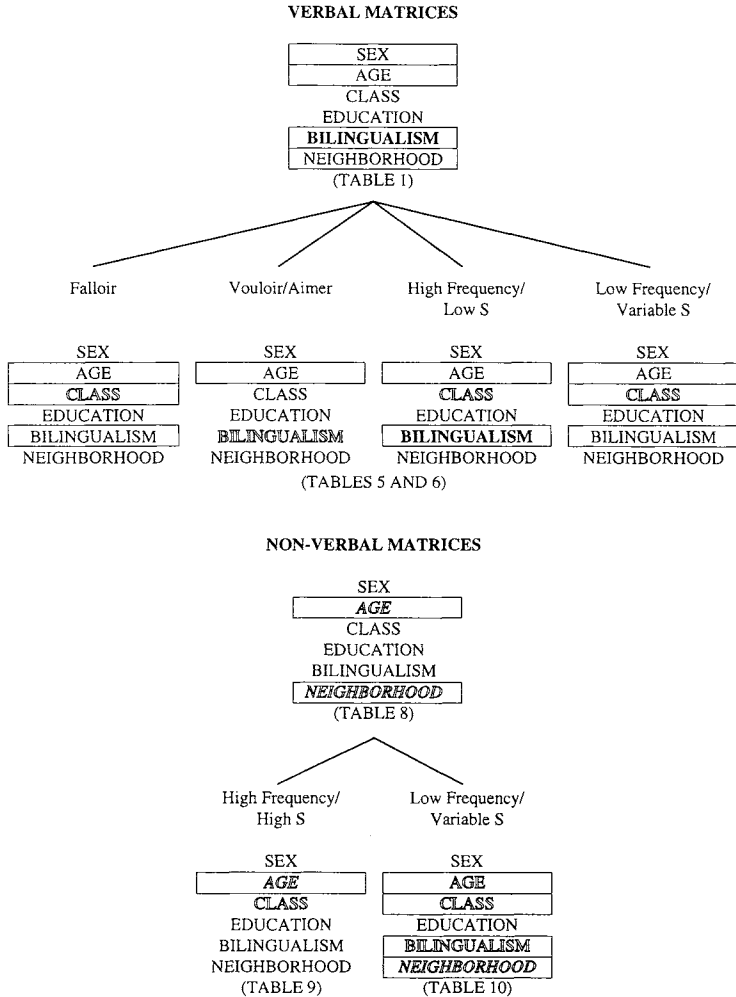 VERBAL MATRICES
SEX
AGE
CLASS
EDUCATION
BILINGUALISM
NEIGHBORHOOD
(TABLE 1)
Falloir
Vouloir/Aimer
High Frequency/
Low S
Low Frequency/
Variable S
SEX
AGE
CLASS
EDUCATION
BILINGUALISM
NEIGHBORHOOD
SEX
AGE
CLASS
EDUCATION
BILINGUALISM
NEIGHBORHOOD
SEX
AGE
CLASS
EDUCATION
BILINGUALISM
NEIGHBORHOOD
SEX
AGE
CLASS
EDUCATION
BILINGUALISM
NEIGHBORHOOD
(TABLES 5 AND 6)
NON-VERBAL MATRICES
SEX
AGE
CLASS
EDUCATION
BILINGUALISM
NEIGHBORHOOD
(TABLE 8)
High Frequency/
High S
Low Frequency/
Variable S
SEX
AGE
CLASS
EDUCATION
BILINGUALISM
NEIGHBORHOOD
(TABLE 9)
SEX
AGE
CLASS
EDUCATION
BILINGUALISM
NEIGHBORHOOD
(TABLE 10)